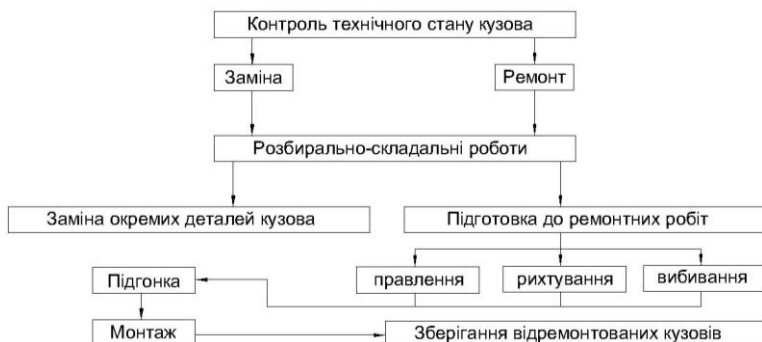 Контроль технічного стану кузова
Заміна
Ремонт
Розбирально-складальні роботи
Заміна окремих деталей кузова
Підготовка до ремонтних робіт
правлення
рихтування
вибивання
Підгонка
Монтаж
Зберігання відремонтованих кузовів